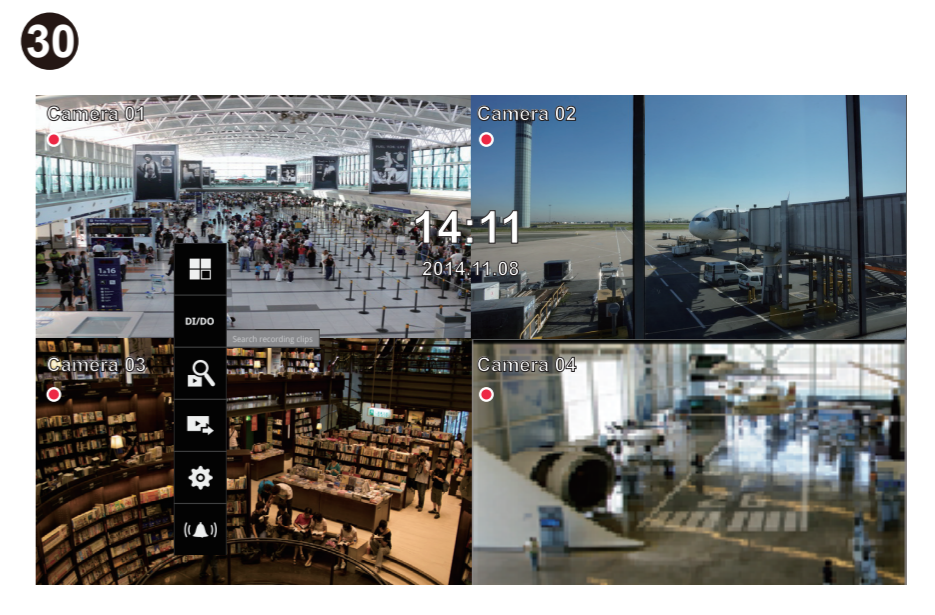 30
Camera 01
Camera 02
14:11
2014.11.08
1a16
DI/DO
Search recording clips
Camera 03
Camera 04